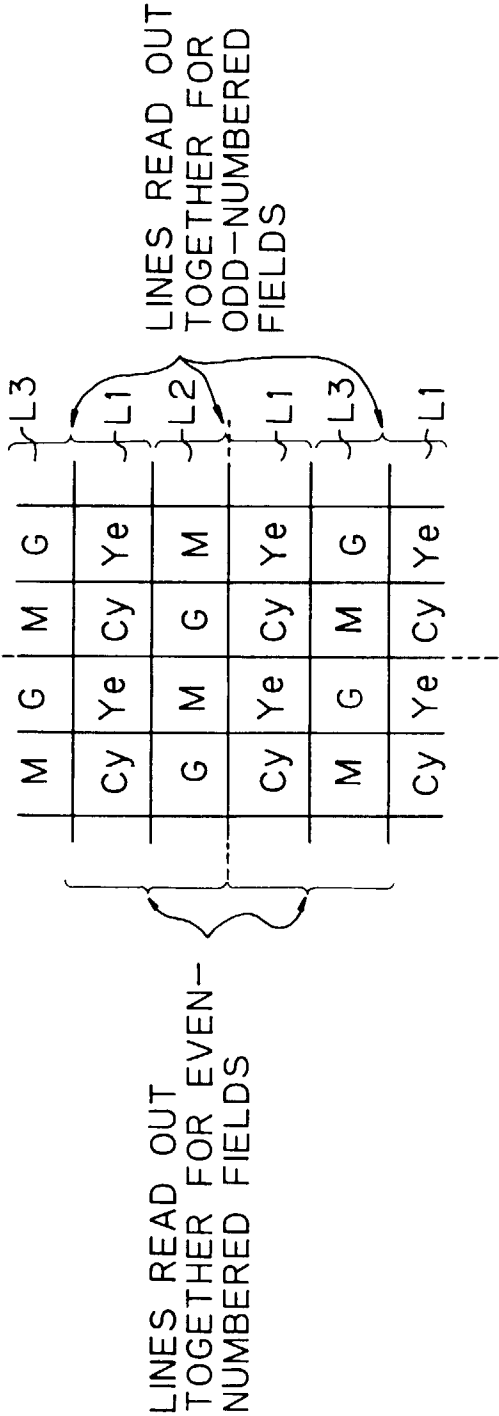 LINES READ OUT
TOGETHER FOR EVEN-
NUMBERED FIELDS
M G M G L3
Cy Ye Cy Ye L1
G M G M L2
Cy Ye Cy Ye L1
M G M G L3
Cy Ye Cy Ye L1
LINES READ OUT
TOGETHER FOR
ODD-NUMBERED
FIELDS